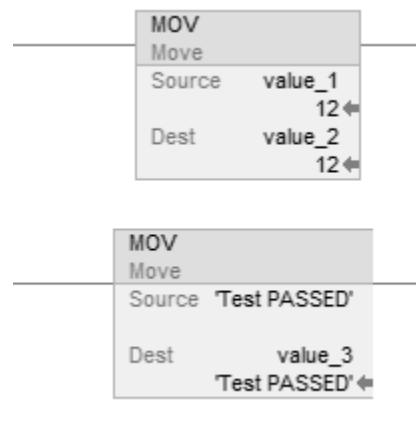 MOV
Move
Source value_1
12
Dest value_2
12
MOV
Move
Source 'Test PASSED'
Dest value_3
'Test PASSED'